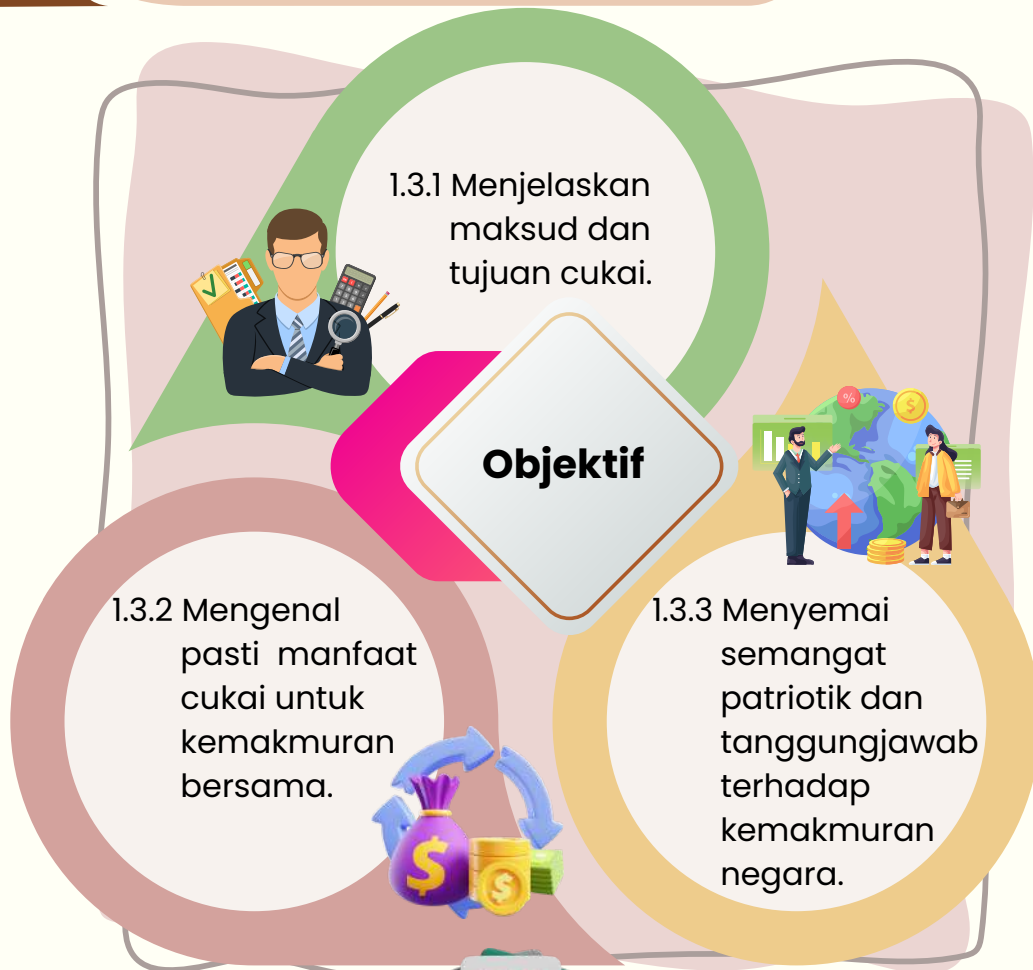 1.3.1 Menjelaskan
maksud dan
tujuan cukai.
Objektif
1.3.2 Mengenal
pasti manfaat
cukai untuk
kemakmuran
bersama.
1.3.3 Menyemai
semangat
patriotik dan
tanggungjawab
terhadap
kemakmuran
negara.
%
$
$
$